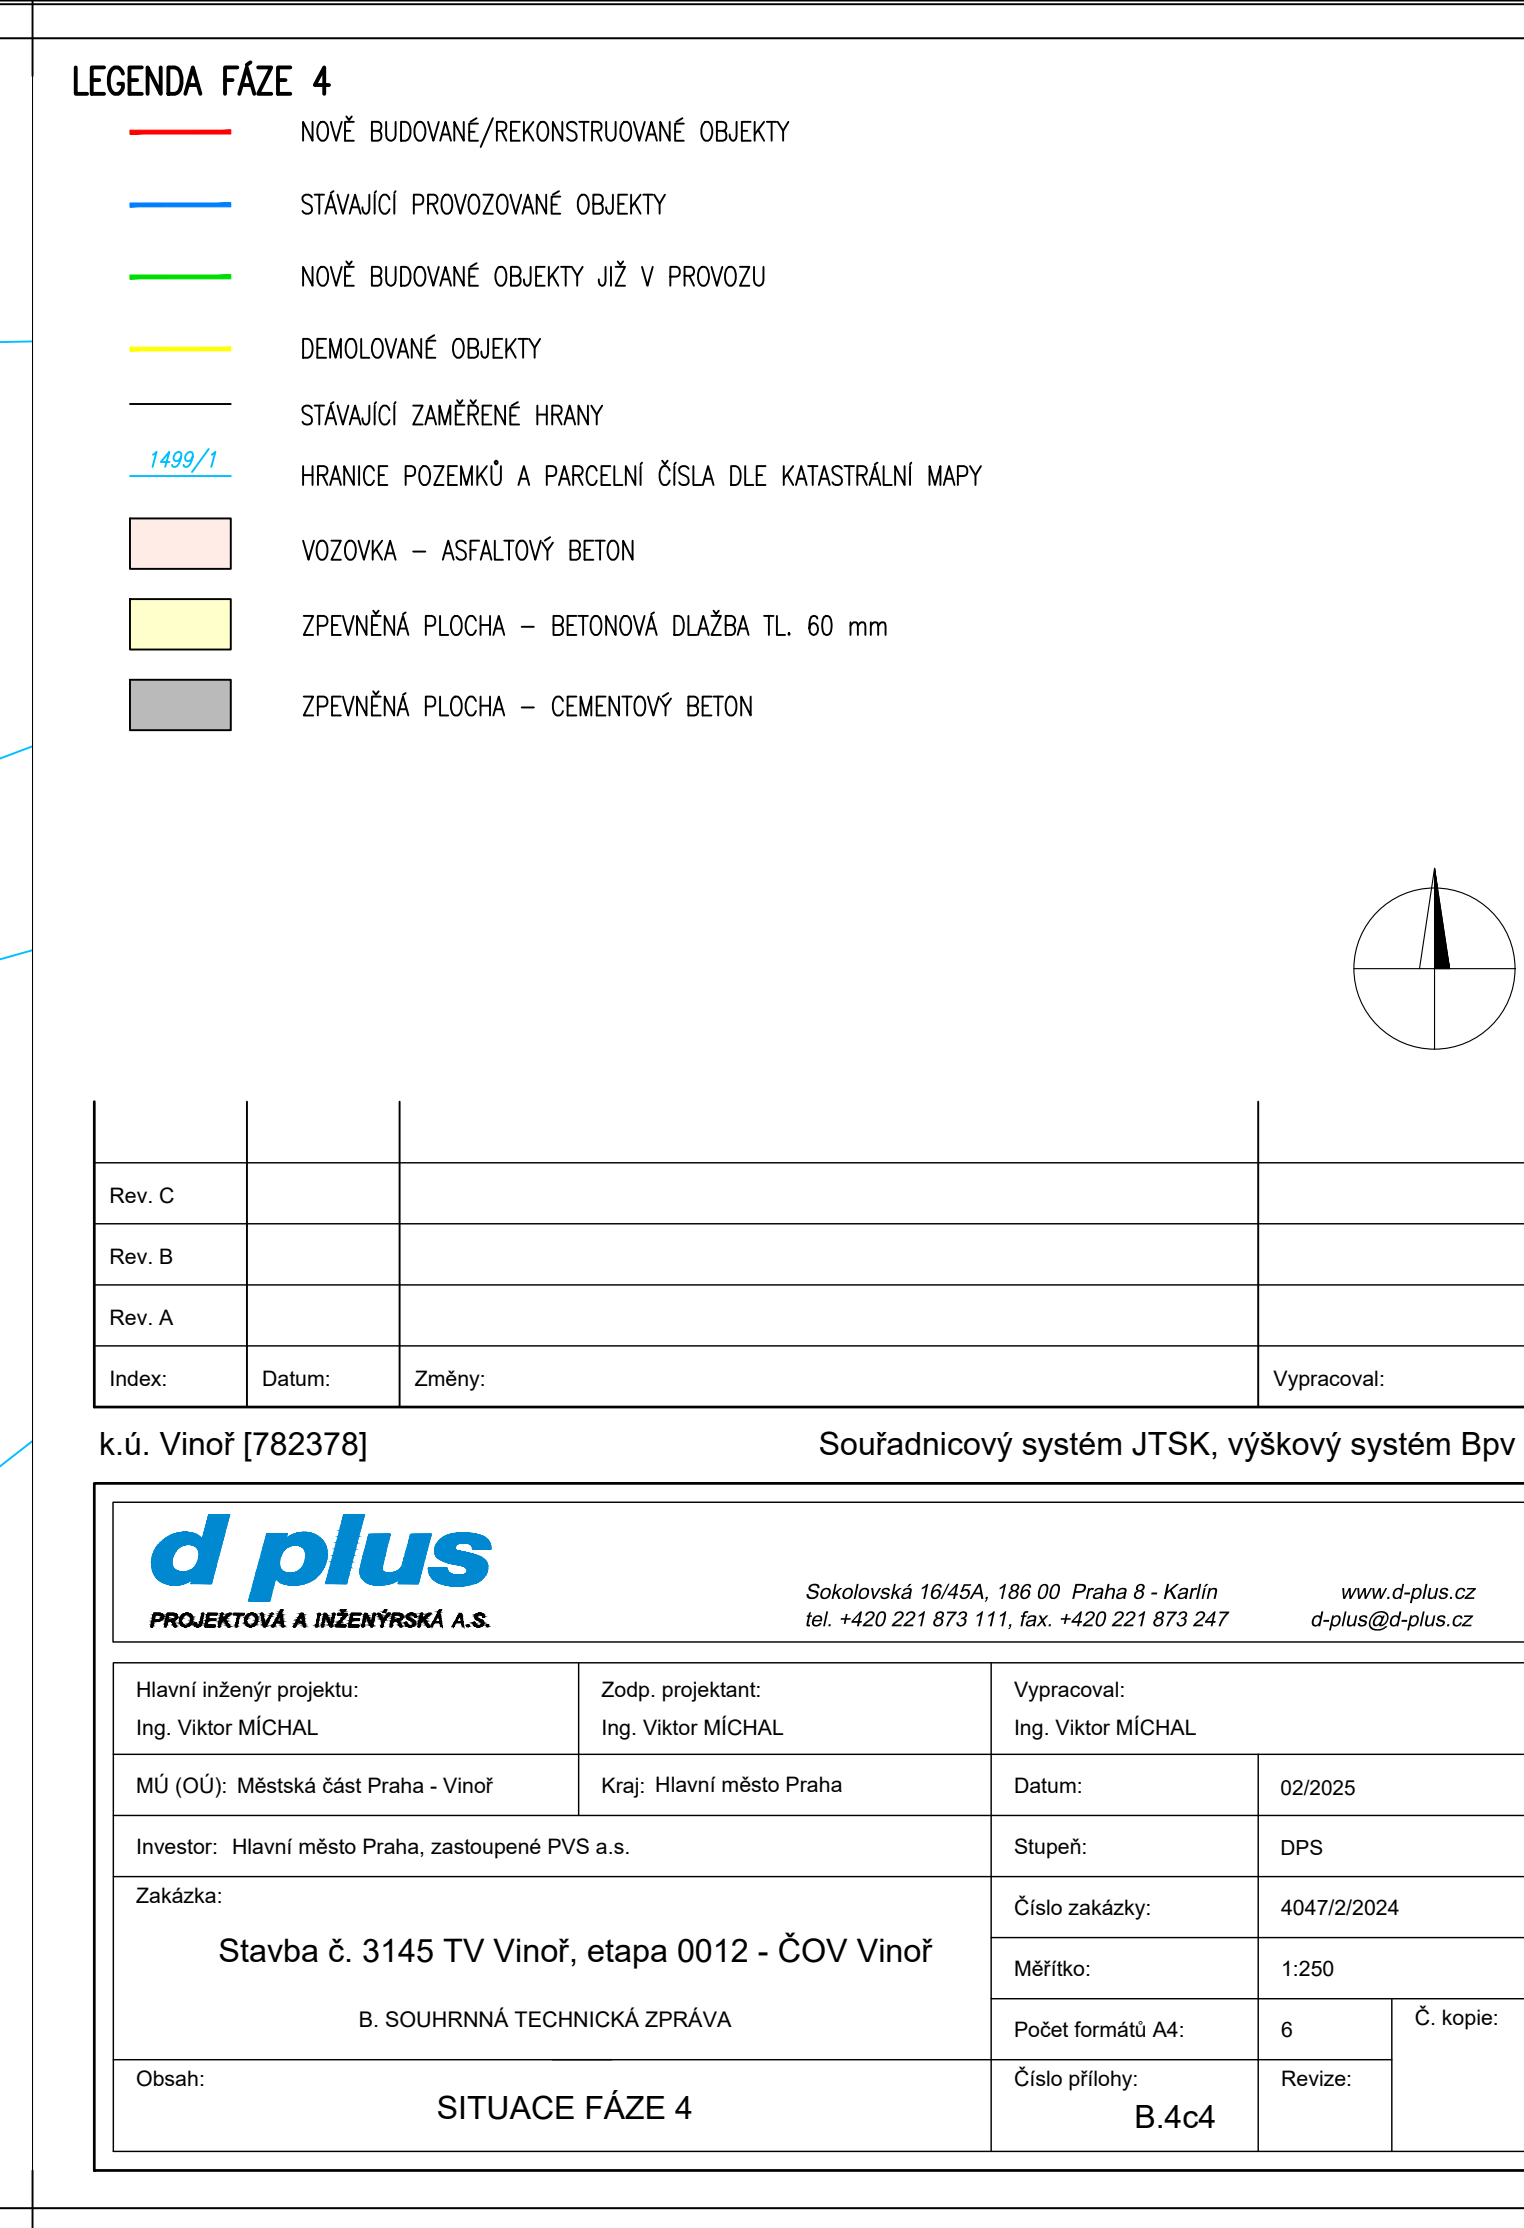 LEGENDA FÁZE 4
NOVĚ BUDOVANÉ/REKONSTRUOVANÉ OBJEKTY
STÁVAJÍCÍ PROVOZOVANÉ OBJEKTY
NOVĚ BUDOVANÉ OBJEKTY JIŽ V PROVOZU
DEMOLOVANÉ OBJEKTY
STÁVAJÍCÍ ZAMĚŘENÉ HRANY
1499/1 HRANICE POZEMKŮ A PARCELNÍ ČÍSLA DLE KATASTRÁLNÍ MAPY
VOZOVKA – ASFALTOVÝ BETON
ZPEVNĚNÁ PLOCHA – BETONOVÁ DLAŽBA TL. 60 mm
ZPEVNĚNÁ PLOCHA – CEMENTOVÝ BETON
Rev. C
Rev. B
Rev. A
Index: Datum: Změny: Vypracoval:
k.ú. Vinoř [782378] Souřadnicový systém JTSK, výškový systém Bpv
d plus
PROJEKTOVÁ A INŽENÝRSKÁ A.S.
Sokolovská 16/45A, 186 00 Praha 8 - Karlín www.d-plus.cz
tel. +420 221 873 111, fax. +420 221 873 247 d-plus@d-plus.cz
Hlavní inženýr projektu: Zodp. projektant: Vypracoval:
Ing. Viktor MÍCHAL Ing. Viktor MÍCHAL Ing. Viktor MÍCHAL
MÚ (OÚ): Městská část Praha - Vinoř Kraj: Hlavní město Praha Datum: 02/2025
Investor: Hlavní město Praha, zastoupené PVS a.s. Stupeň: DPS
Zakázka: Číslo zakázky: 4047/2/2024
Stavba č. 3145 TV Vinoř, etapa 0012 - ČOV Vinoř
Měřítko: 1:250
B. SOUHRNNÁ TECHNICKÁ ZPRÁVA Počet formátů A4: 6 Č. kopie:
Obsah: Číslo přílohy: Revize:
SITUACE FÁZE 4 B.4c4